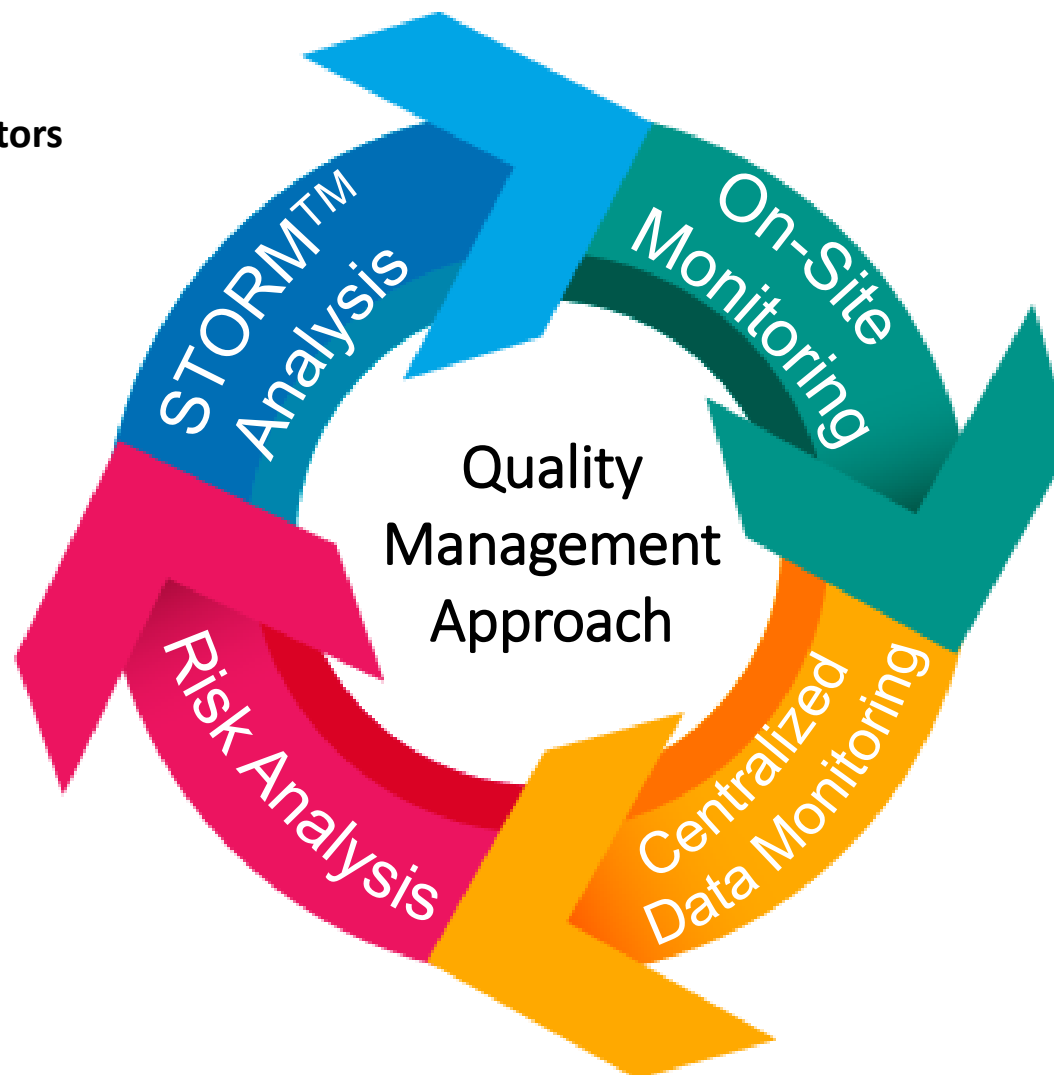 tors
STORM™
Analysis
On-Site
Monitoring
Quality
Management
Approach
Risk Analysis
Centralized
Data Monitoring